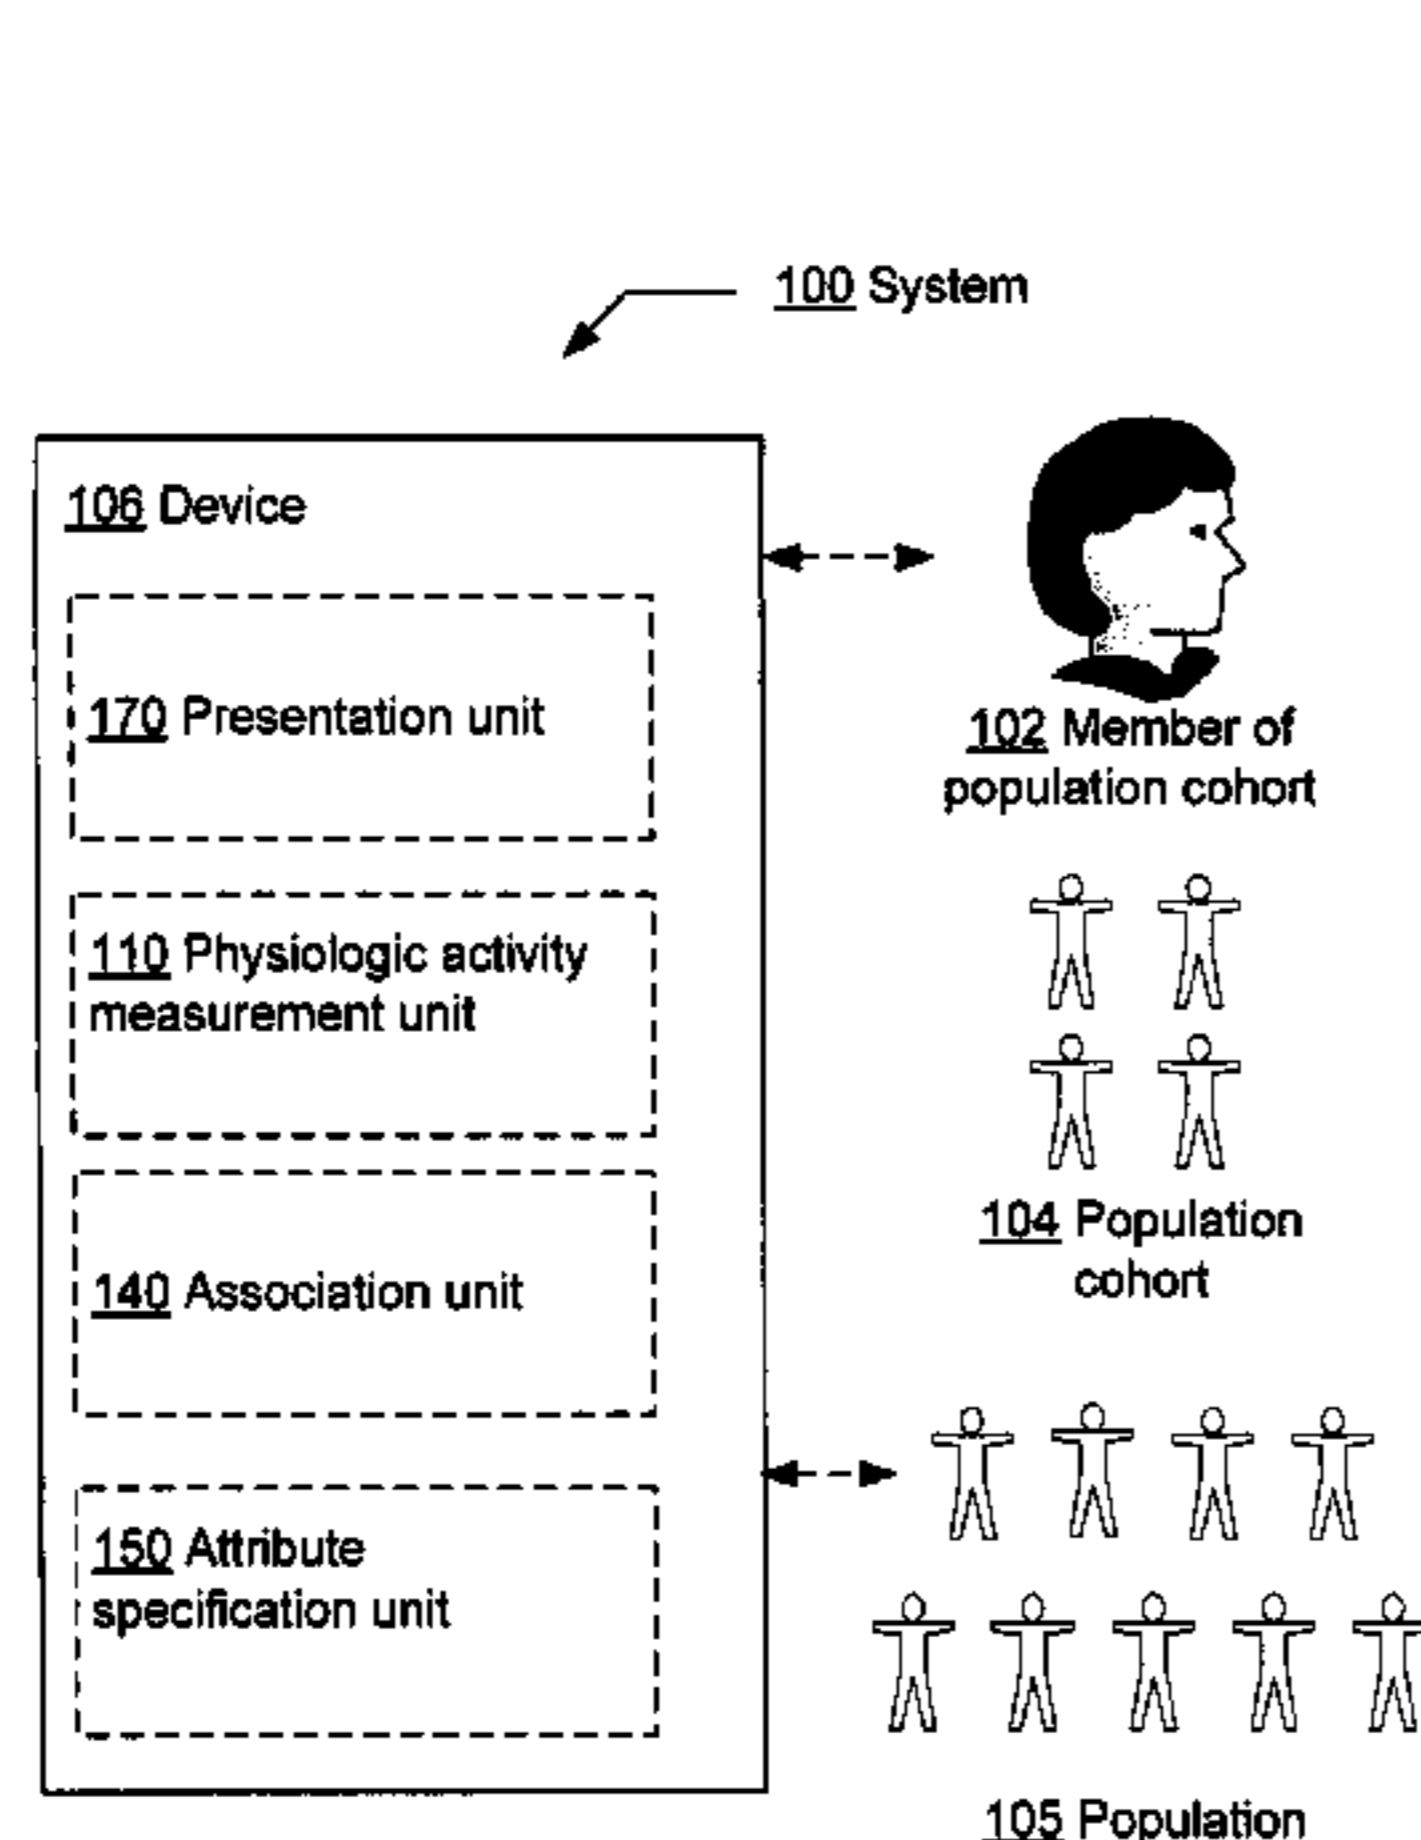 100 System
106 Device
170 Presentation unit
110 Physiologic activity
measurement unit
140 Association unit
150 Attribute
specification unit
102 Member of
population cohort
104 Population
cohort
105 Population